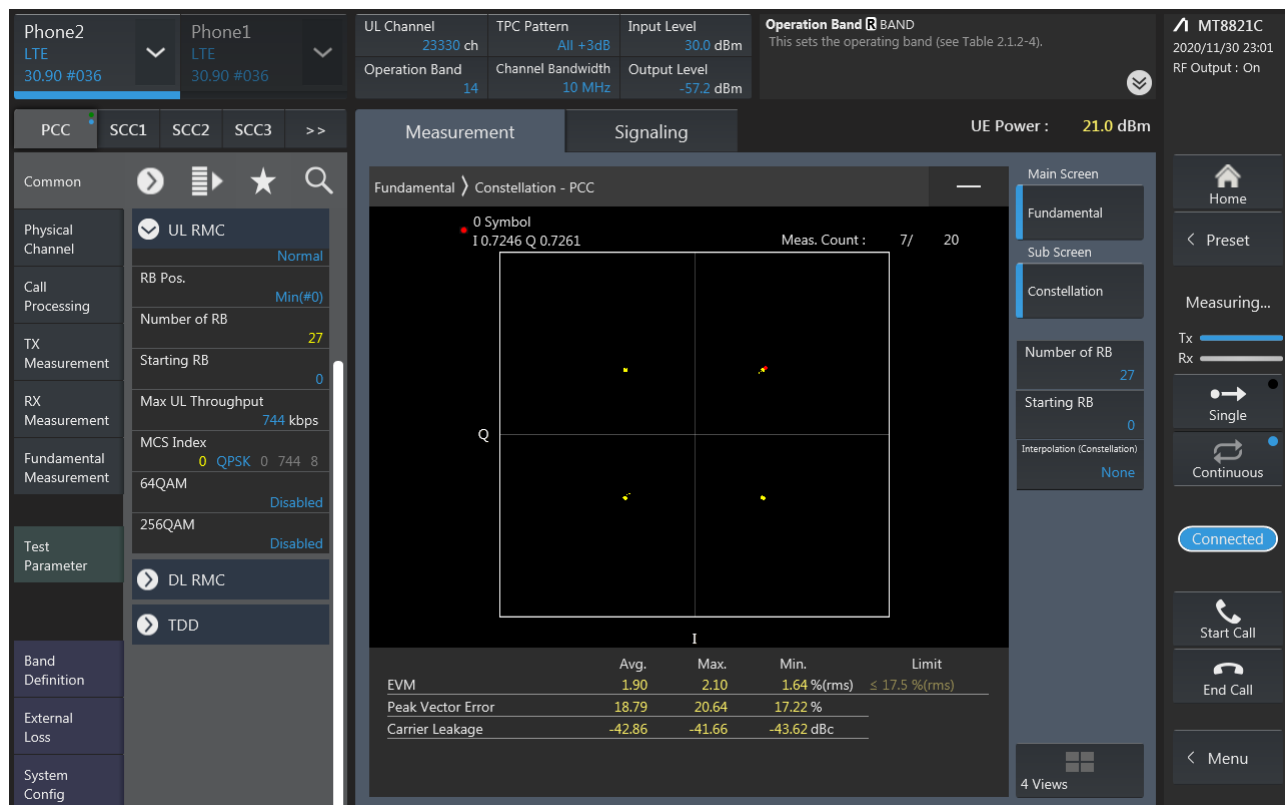 Phone2
LTE
30.90 #036
Phone1
LTE
30.90 #036
UL Channel
23330 ch
TPC Pattern
All +3dB
Input Level
30.0 dBm
Operation Band
14
Channel Bandwidth
10 MHz
Output Level
-57.2 dBm
Operation Band R BAND
This sets the operating band (see Table 2.1.2-4).
MT8821C
2020/11/30 23:01
RF Output : On
PCC
SCC1
SCC2
SCC3
>>
Measurement
Signaling
UE Power : 21.0 dBm
Common
Physical
Channel
Call
Processing
TX
Measurement
RX
Measurement
Fundamental
Measurement
Test
Parameter
Band
Definition
External
Loss
System
Config
UL RMC
Normal
RB Pos.
Min(#0)
Number of RB
27
Starting RB
0
Max UL Throughput
744 kbps
MCS Index
0 QPSK 0 744 8
64QAM
Disabled
256QAM
Disabled
DL RMC
TDD
Fundamental 〉 Constellation - PCC
0 Symbol
I 0.7246 Q 0.7261
Meas. Count : 7/ 20
Q
I
Avg. Max. Min. Limit
EVM 1.90 2.10 1.64 %(rms) ≤ 17.5 %(rms)
Peak Vector Error 18.79 20.64 17.22 %
Carrier Leakage -42.86 -41.66 -43.62 dBc
Main Screen
Fundamental
Sub Screen
Constellation
Number of RB
27
Starting RB
0
Interpolation (Constellation)
None
4 Views
Home
< Preset
Measuring...
Tx
Rx
Single
Continuous
Connected
Start Call
End Call
< Menu